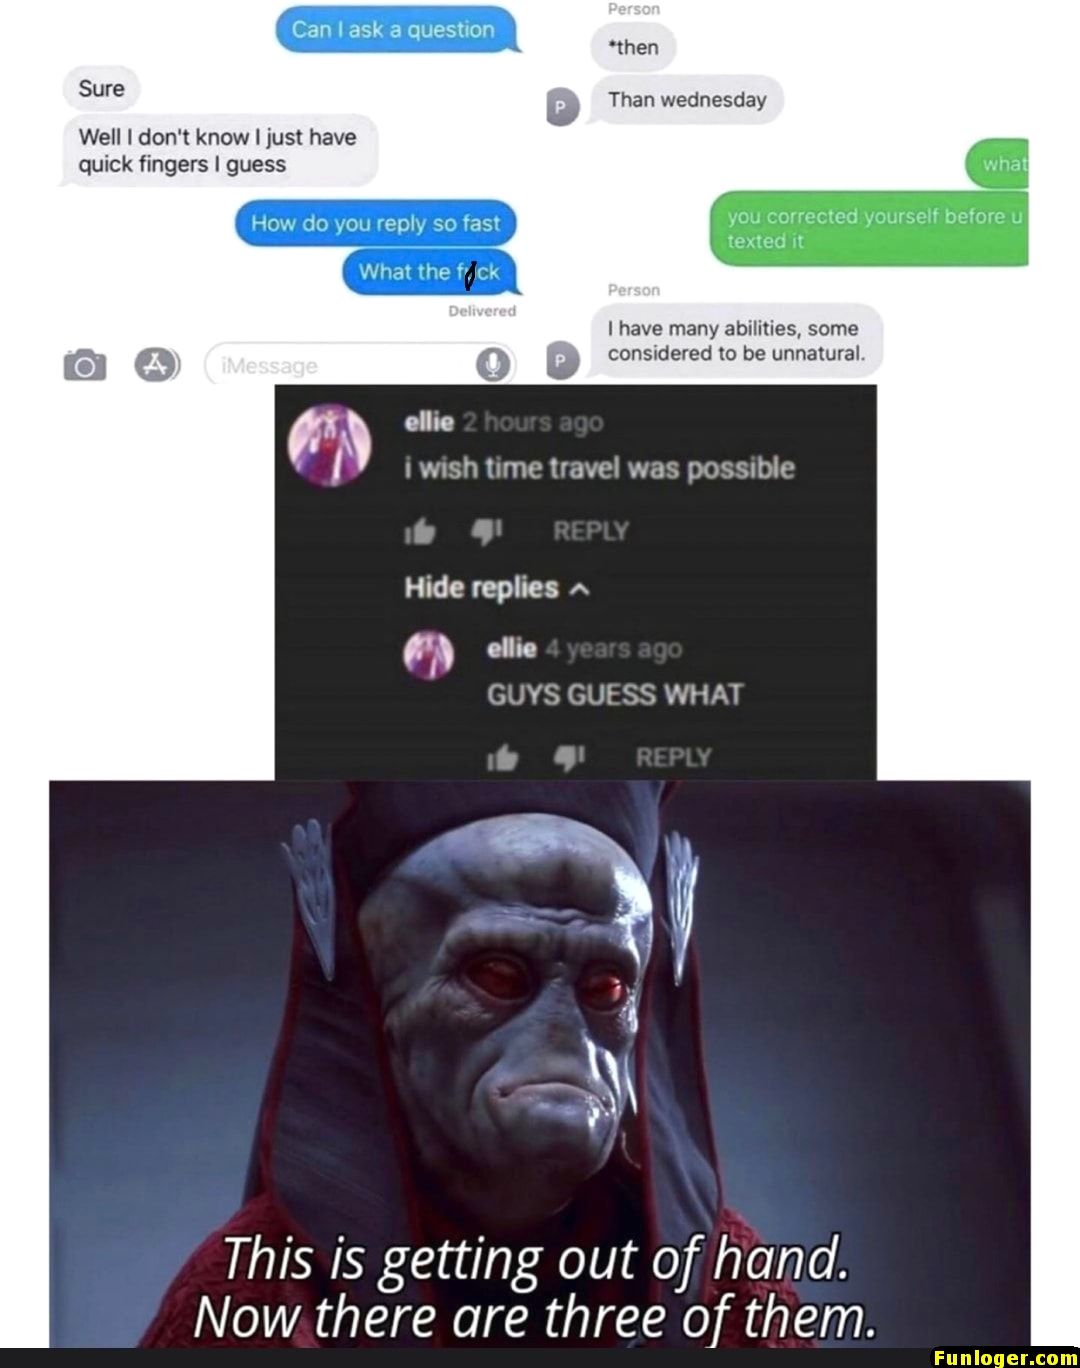 Can I ask a question
Sure
Well I don't know I just have
quick fingers I guess
How do you reply so fast
What the fuck
Delivered
iMessage
Person
*then
P
Than wednesday
what
you corrected yourself before u
texted it
Person
P
I have many abilities, some
considered to be unnatural.
ellie 2 hours ago
i wish time travel was possible
REPLY
Hide replies
ellie 4 years ago
GUYS GUESS WHAT
REPLY
This is getting out of hand.
Now there are three of them.
Funloger.com